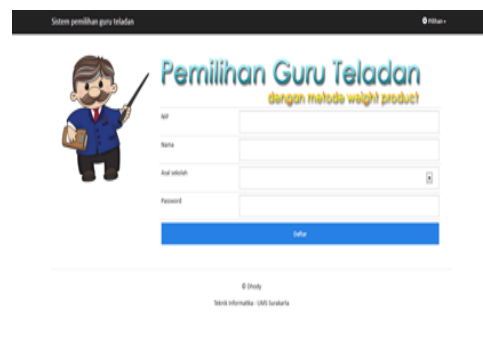 Sistem pemilihan guru teladan
Pilihan
Pemilihan Guru Teladan
dengan metode weight product
NIP
Nama
Asal sekolah
Password
Daftar
© Dhody
Teknik Informatika - UMS Surakarta